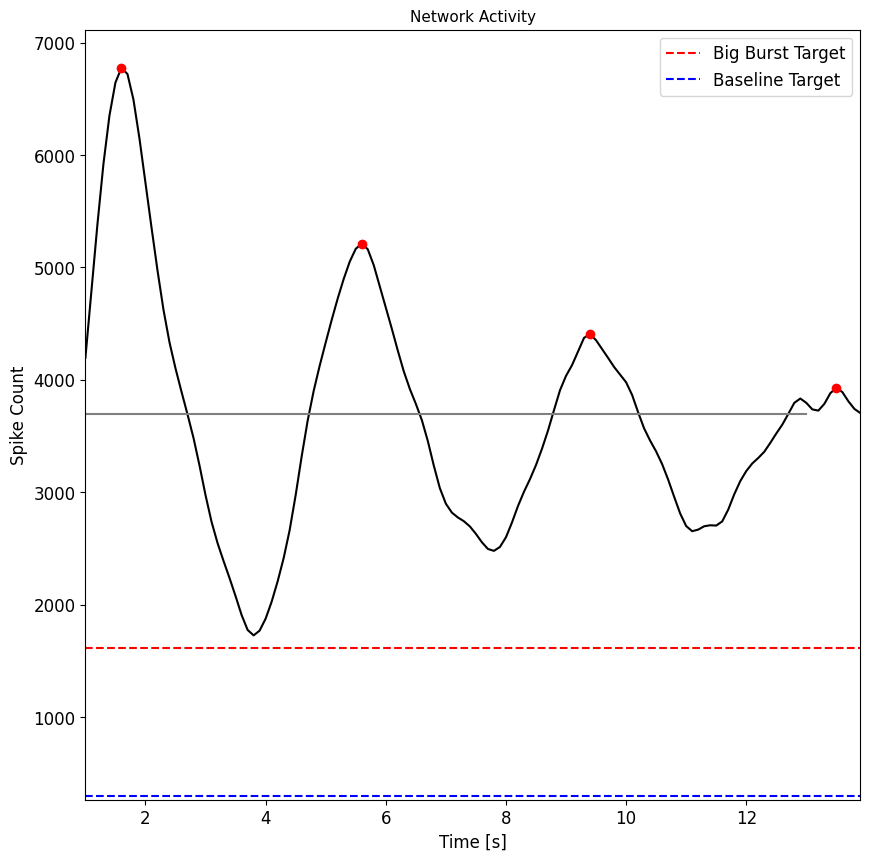 Network Activity
Big Burst Target
Baseline Target
Spike Count
7000
6000
5000
4000
3000
2000
1000
2
4
6
8
10
12
Time [s]